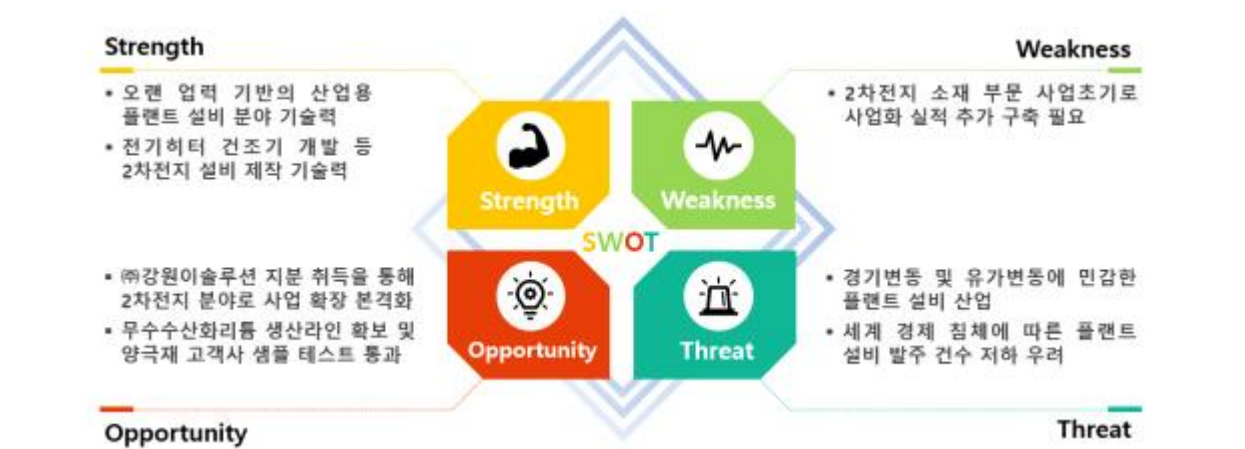 Strength
▪ 오랜 업력 기반의 산업용
플랜트 설비 분야 기술력
▪ 전기히터 건조기 개발 등
2차전지 설비 제작 기술력
Weakness
▪ 2차전지 소재 부문 사업초기로
사업화 실적 추가 구축 필요
Strength
Weakness
SWOT
Opportunity
Threat
▪ ㈜강원이솔루션 지분 취득을 통해
2차전지 분야로 사업 확장 본격화
▪ 무수수산화리튬 생산라인 확보 및
양극재 고객사 샘플 테스트 통과
Opportunity
▪ 경기변동 및 유가변동에 민감한
플랜트 설비 산업
▪ 세계 경제 침체에 따른 플랜트
설비 발주 건수 저하 우려
Threat